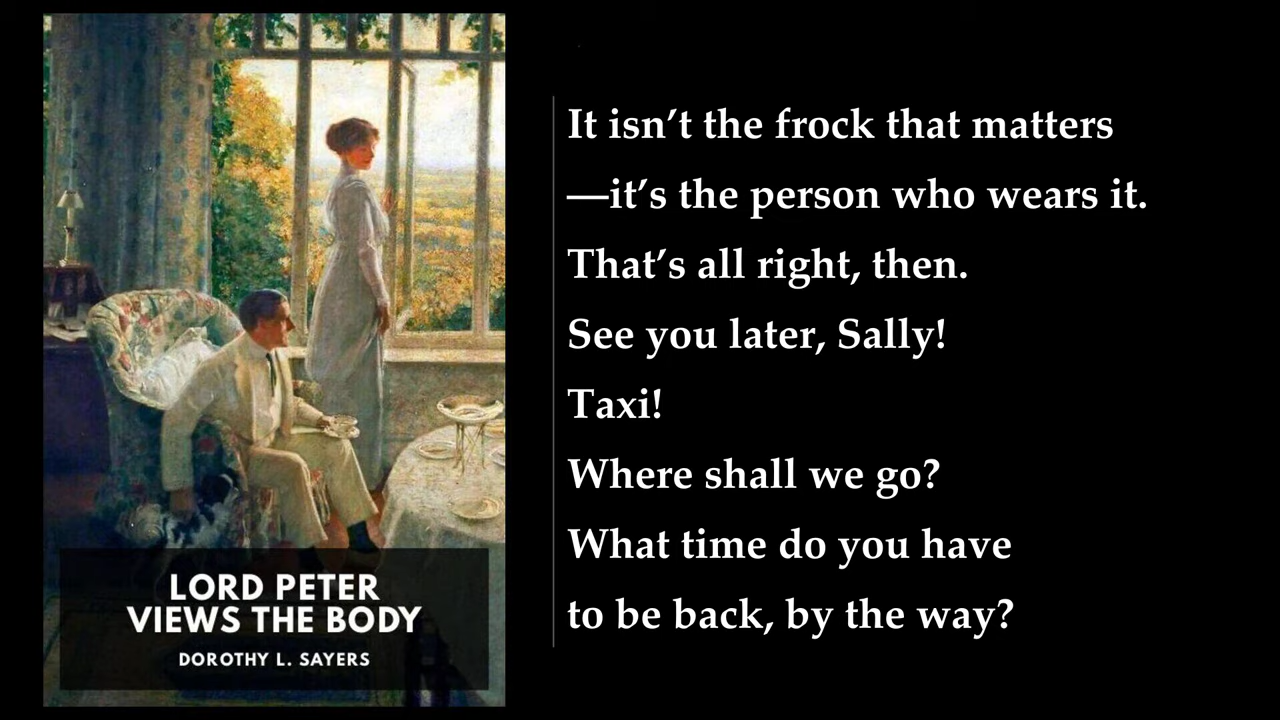 LORD PETER
VIEWS THE BODY
DOROTHY L. SAYERS
It isn’t the frock that matters
—it’s the person who wears it.
That’s all right, then.
See you later, Sally!
Taxi!
Where shall we go?
What time do you have
to be back, by the way?